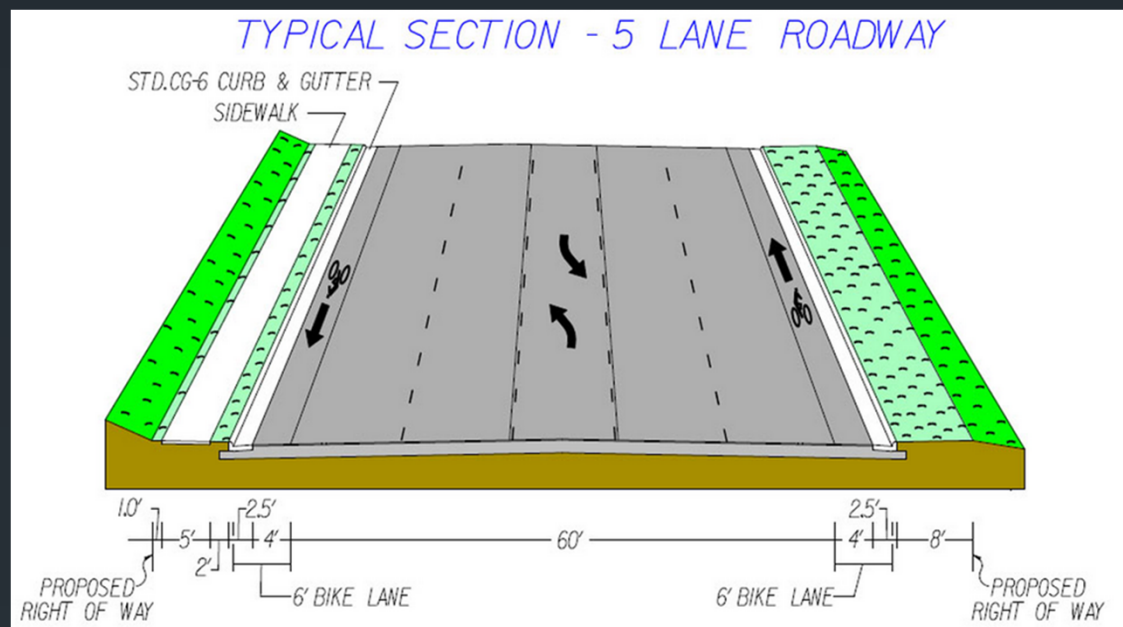 TYPICAL SECTION - 5 LANE ROADWAY
STD.CG-6 CURB & GUTTER
SIDEWALK
1.0'
5'
2'
2.5'
4'
60'
2.5'
4'
8'
PROPOSED
RIGHT OF WAY
6' BIKE LANE
6' BIKE LANE
PROPOSED
RIGHT OF WAY